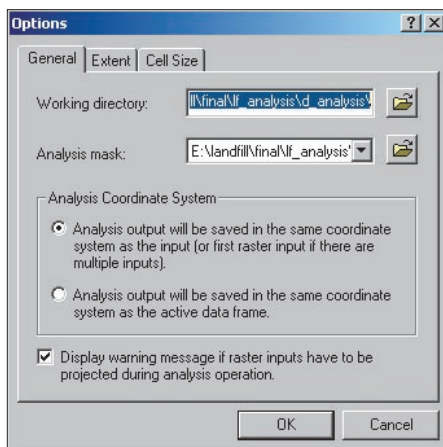 Options
General Extent Cell Size
Working directory: ll\final\lf_analysis\d_analysis\
Analysis mask: E:\landfill\final\lf_analysis\
Analysis Coordinate System
Analysis output will be saved in the same coordinate
system as the input (or first raster input if there are
multiple inputs).
Analysis output will be saved in the same coordinate
system as the active data frame.
Display warning message if raster inputs have to be
projected during analysis operation.
OK Cancel